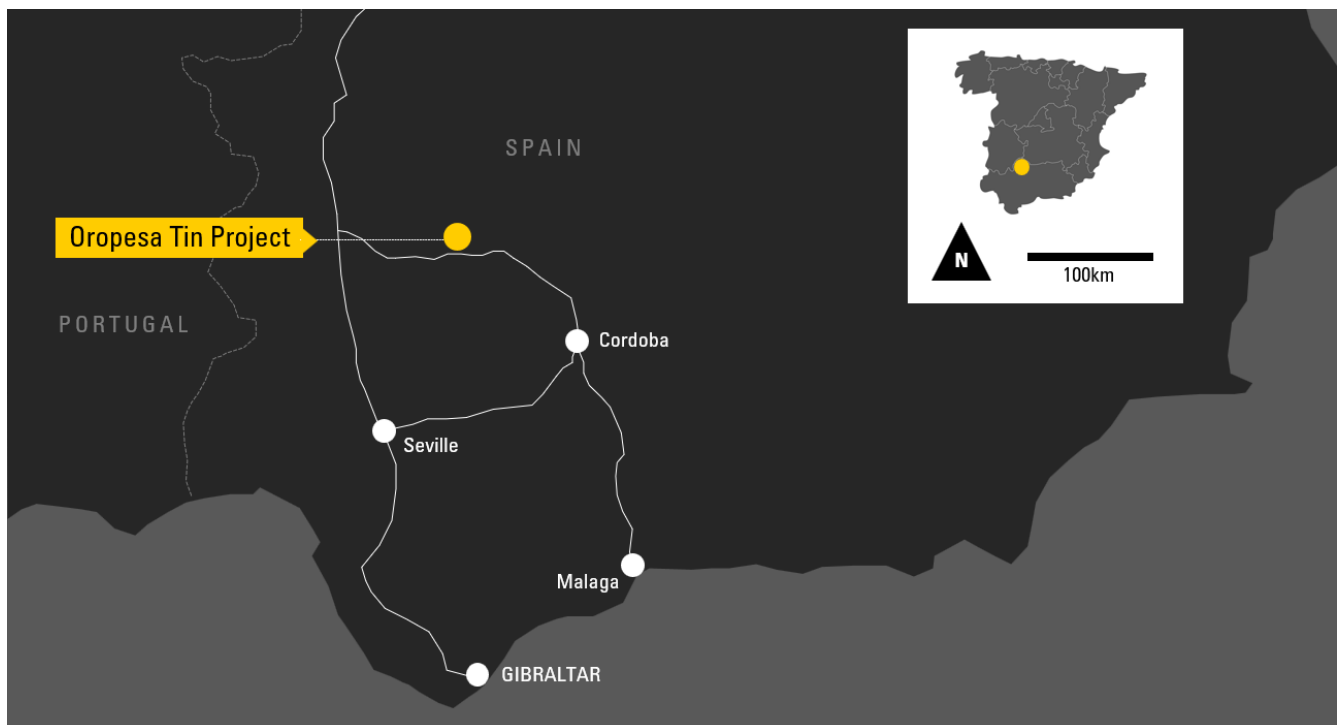 SPAIN
N
100km
Oropesa Tin Project
PORTUGAL
Cordoba
Seville
Malaga
GIBRALTAR